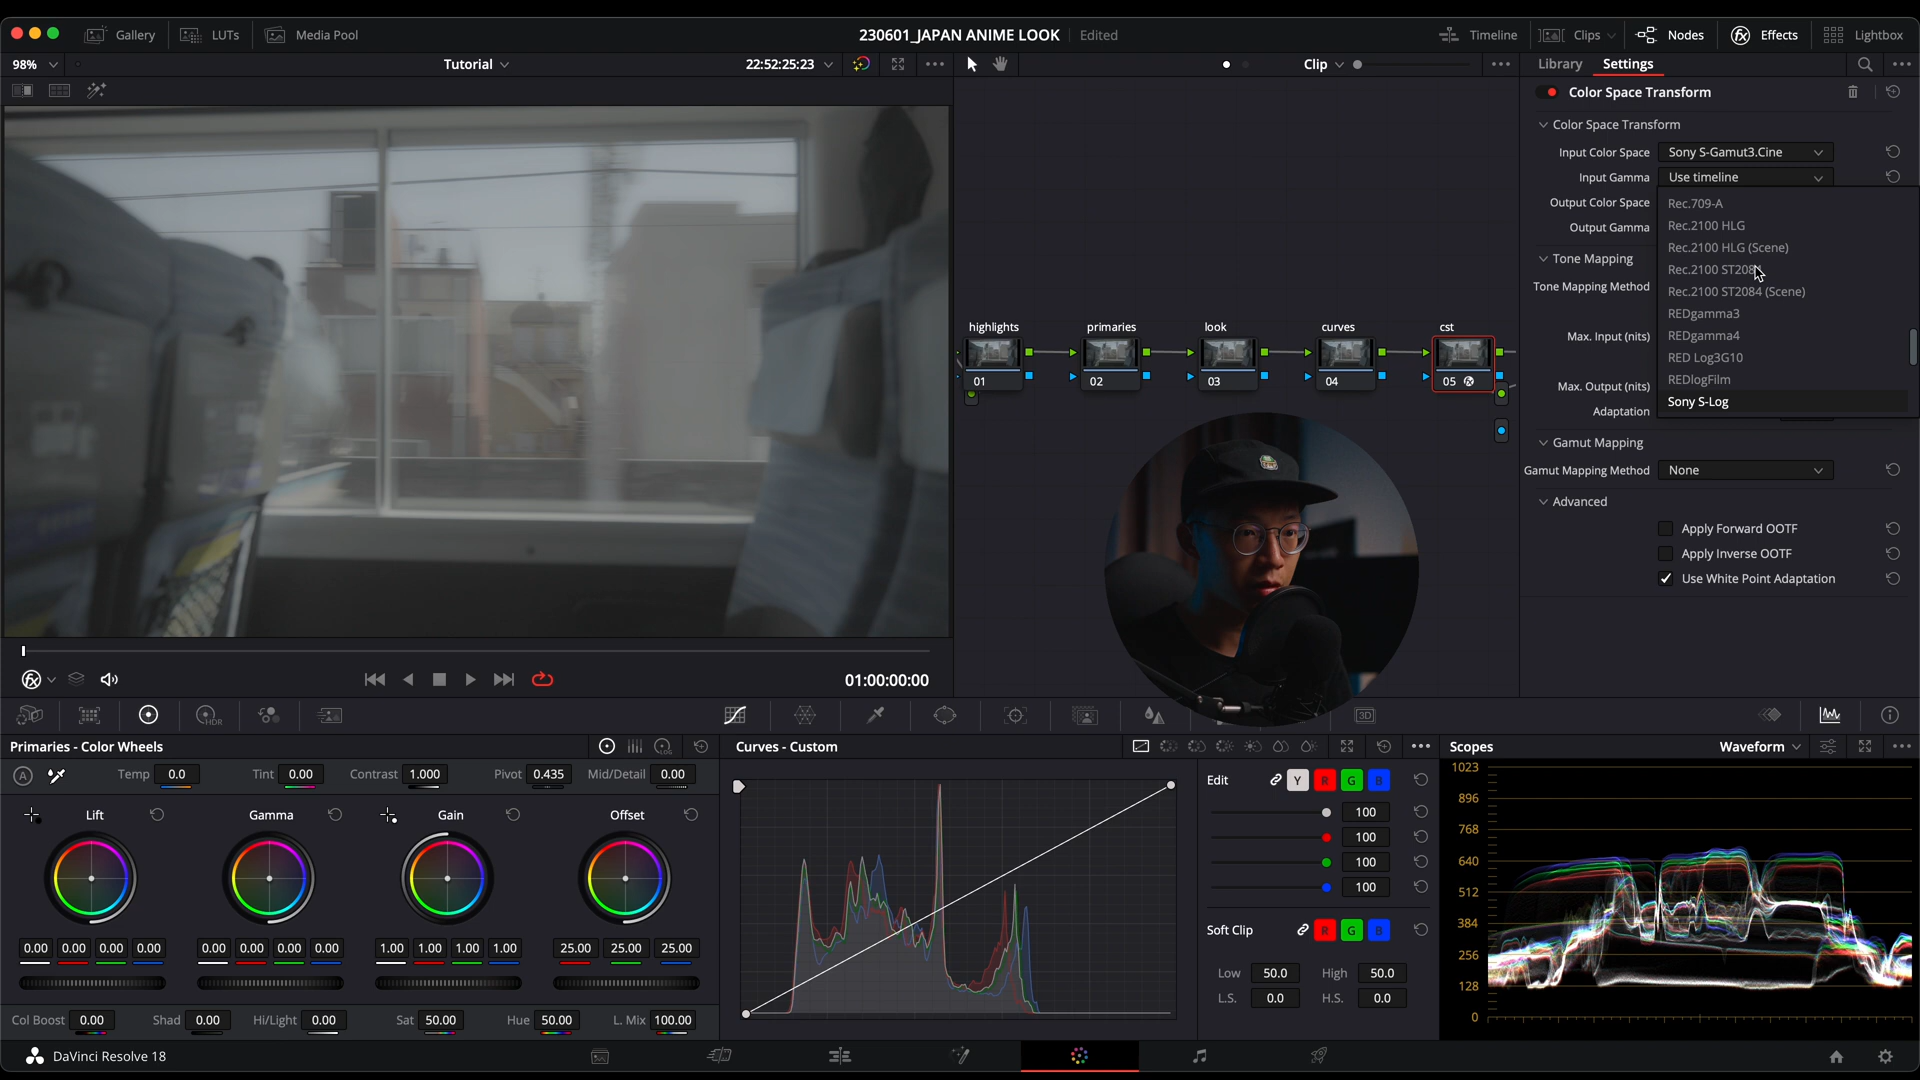 Gallery LUTs Media Pool 230601_JAPAN ANIME LOOK Edited Timeline Clips Nodes Effects Lightbox
98% Tutorial 22:52:25:23 Clip Library Settings
Color Space Transform
Color Space Transform
Input Color Space Sony S-Gamut3.Cine
Input Gamma Use timeline
Output Color Space
Output Gamma
Rec.709-A
Rec.2100 HLG
Rec.2100 HLG (Scene)
Rec.2100 ST2084
Rec.2100 ST2084 (Scene)
REDgamma3
REDgamma4
RED Log3G10
REDlogFilm
Sony S-Log
Tone Mapping
Tone Mapping Method
Max. Input (nits)
Max. Output (nits)
Adaptation
Gamut Mapping
Gamut Mapping Method None
Advanced
Apply Forward OOTF
Apply Inverse OOTF
Use White Point Adaptation
highlights primaries look curves cst
01 02 03 04 05
01:00:00:00
HDR
3D
Primaries - Color Wheels
LOG
A Temp 0.0 Tint 0.00 Contrast 1.000 Pivot 0.435 Mid/Detail 0.00
Lift Gamma Gain Offset
0.00 0.00 0.00 0.00 0.00 0.00 0.00 0.00 1.00 1.00 1.00 1.00 25.00 25.00 25.00
Col Boost 0.00 Shad 0.00 Hi/Light 0.00 Sat 50.00 Hue 50.00 L. Mix 100.00
Curves - Custom
Edit Y R G B
100
100
100
100
Soft Clip R G B
Low 50.0 High 50.0
L.S. 0.0 H.S. 0.0
Scopes Waveform
1023
896
768
640
512
384
256
128
0
DaVinci Resolve 18